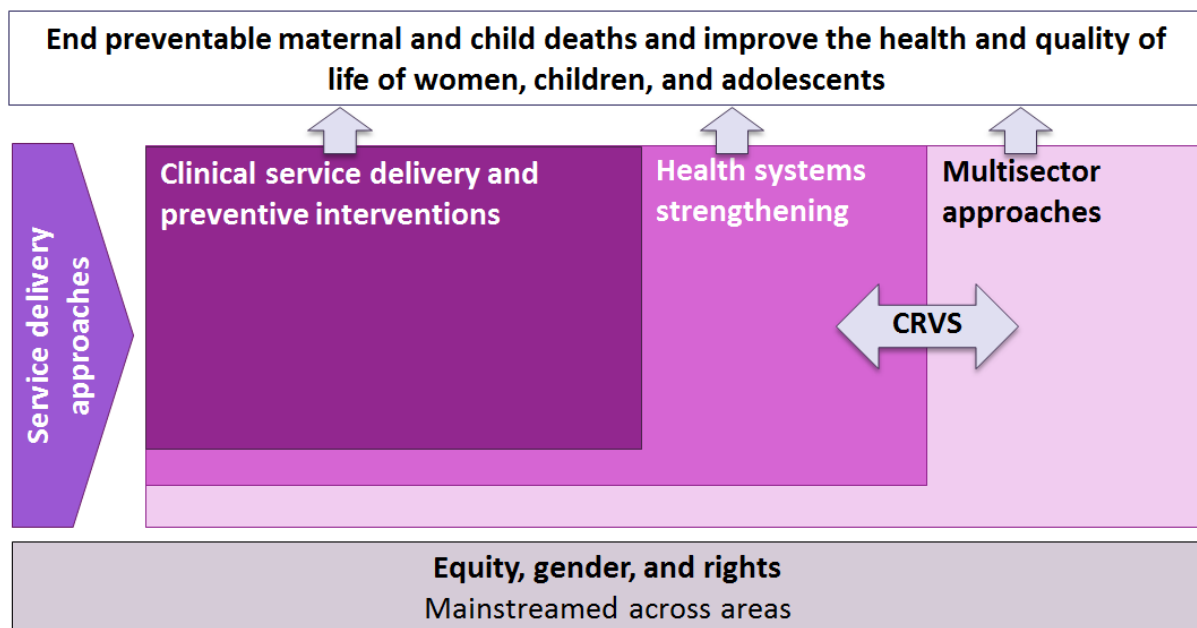 End preventable maternal and child deaths and improve the health and quality of
life of women, children, and adolescents
Service delivery
approaches
Clinical service delivery and
preventive interventions
Health systems
strengthening
Multisector
approaches
CRVS
Equity, gender, and rights
Mainstreamed across areas